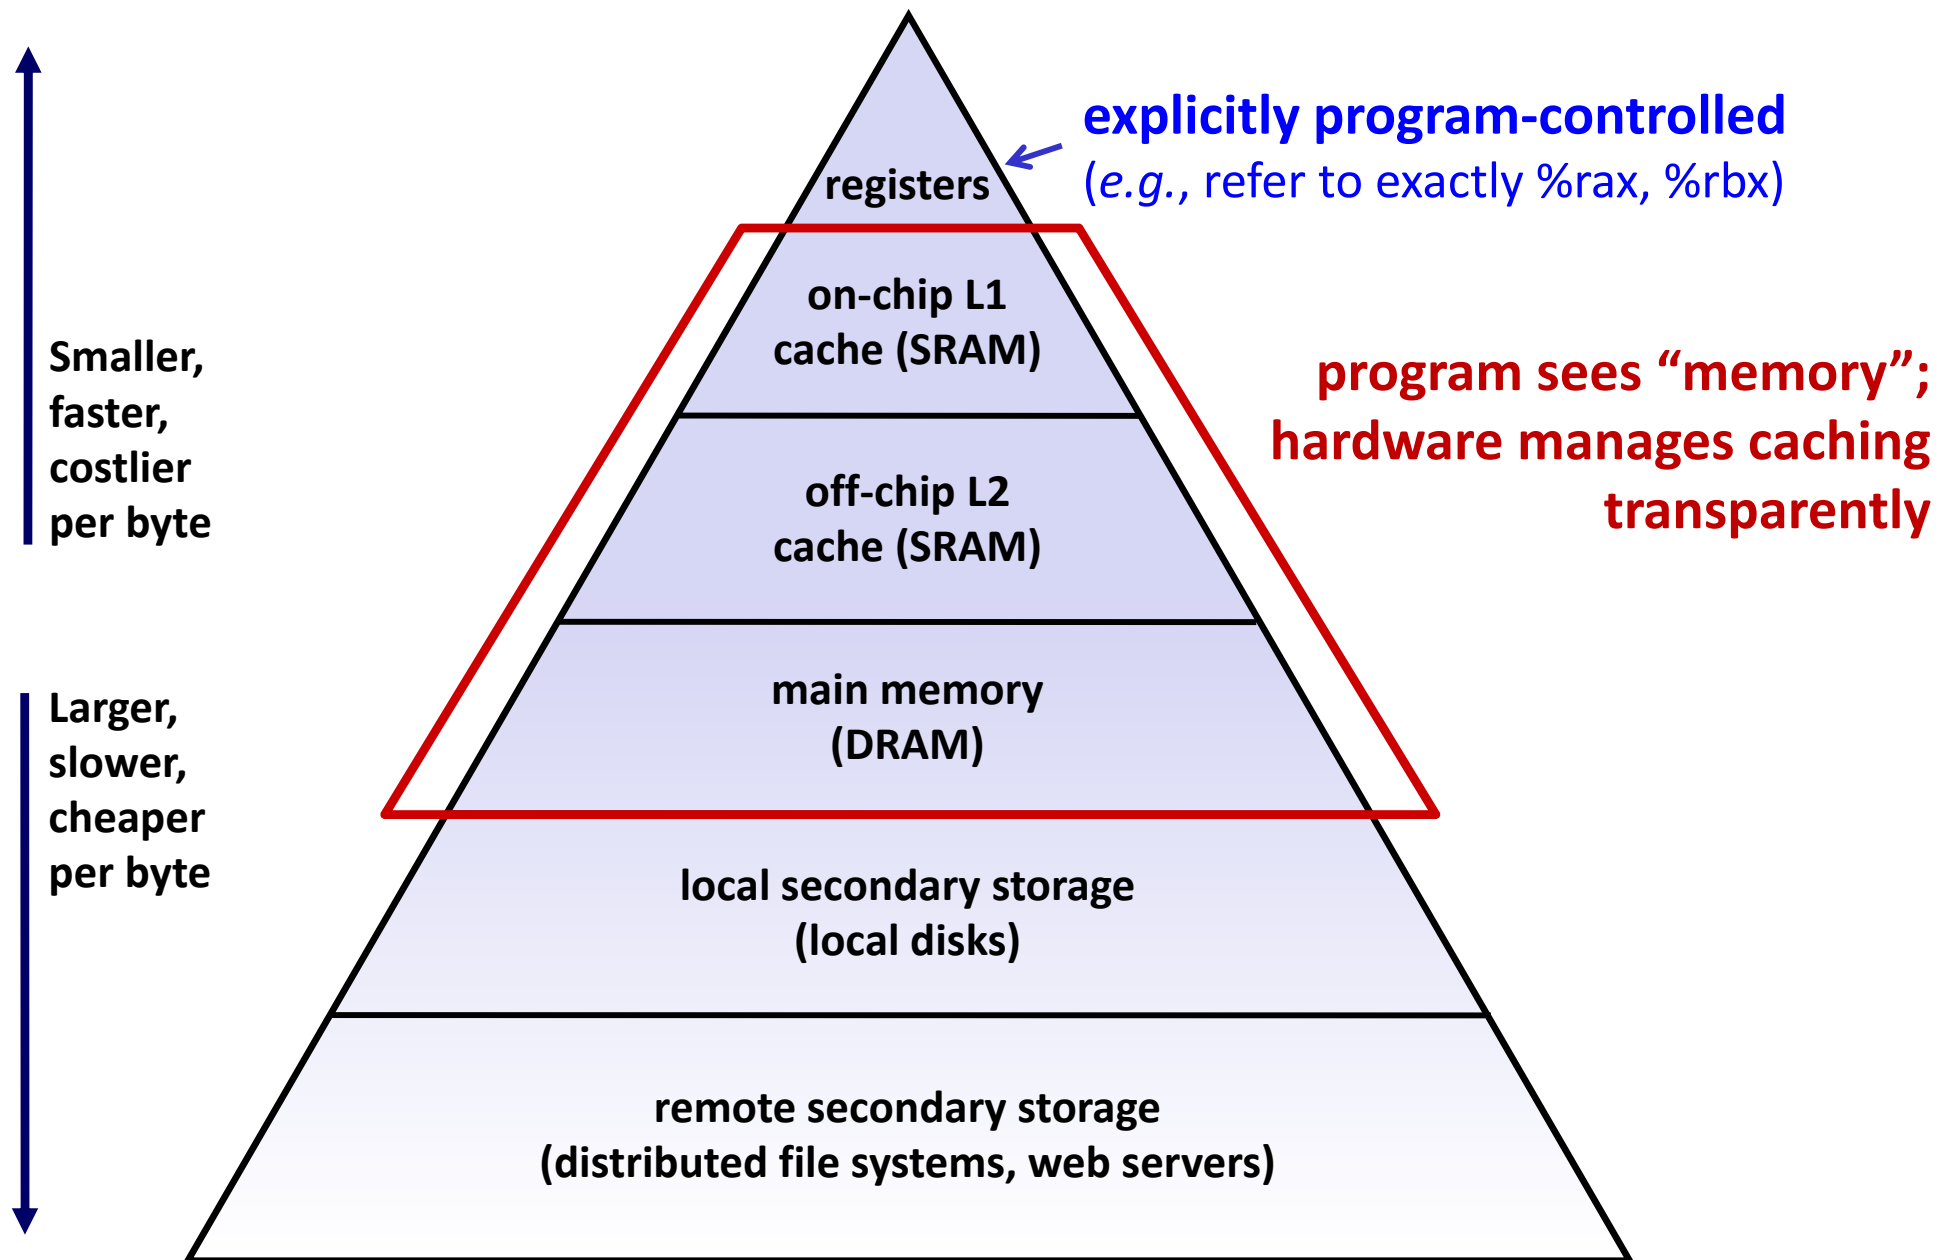 explicitly program-controlled
(e.g., refer to exactly %rax, %rbx)
registers
on-chip L1
cache (SRAM)
program sees “memory”;
hardware manages caching
transparently
Smaller,
faster,
costlier
per byte
off-chip L2
cache (SRAM)
main memory
(DRAM)
Larger,
slower,
cheaper
per byte
local secondary storage
(local disks)
remote secondary storage
(distributed file systems, web servers)